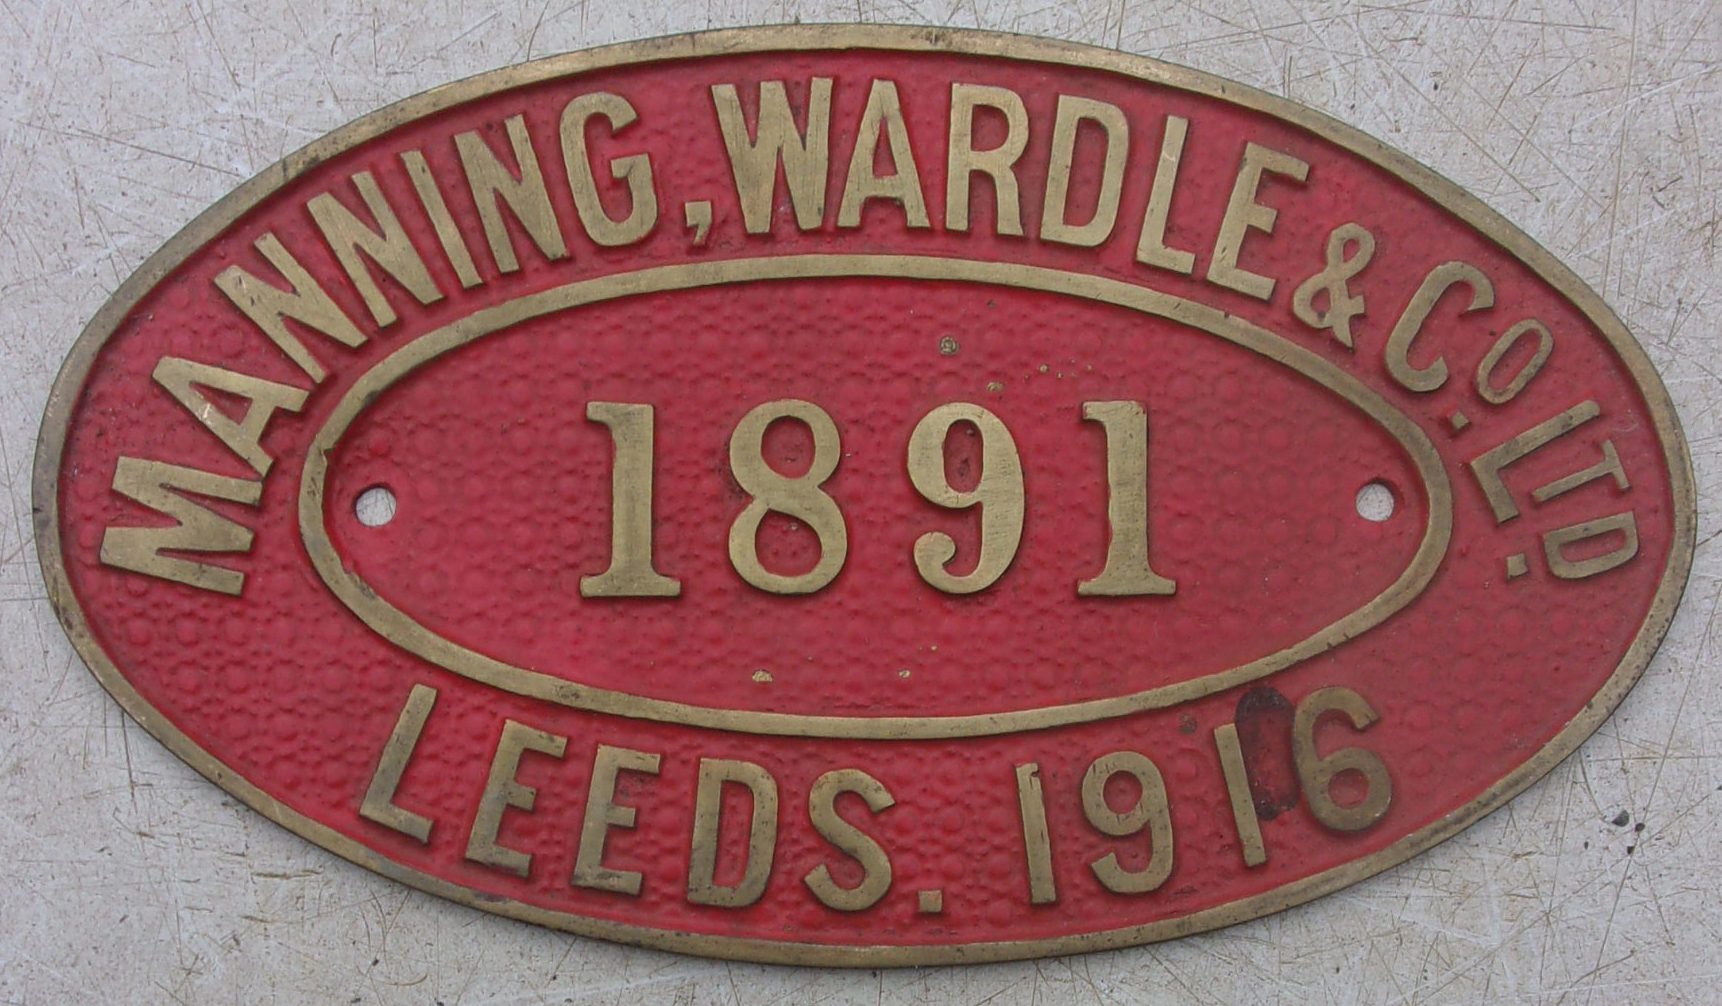 MANNING, WARDLE & Co. LTD.
1891
LEEDS. 1916